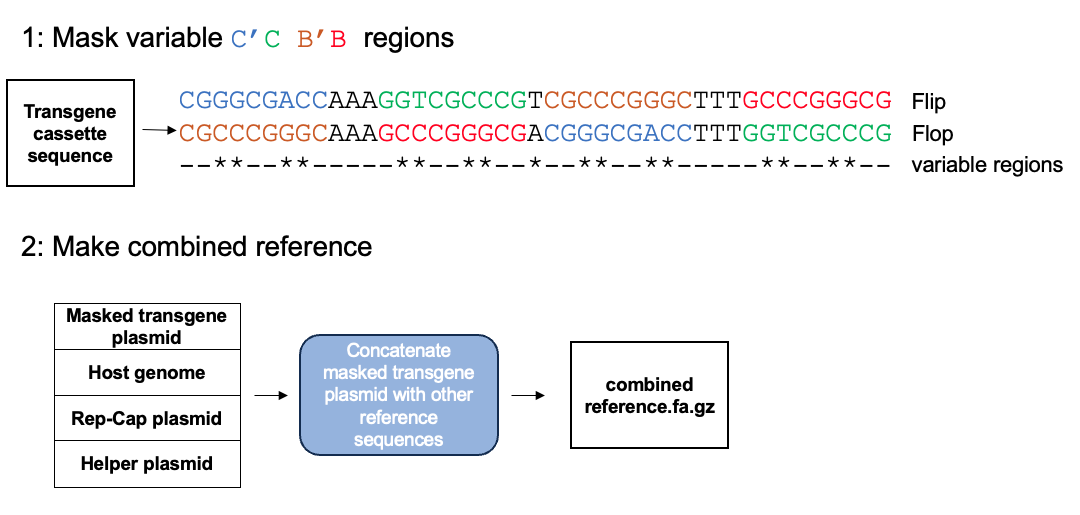 1: Mask variable C’C B’B regions
Transgene
cassette
sequence
CGGGCGACCAAAGGTCGCCCGTCGCCCGGGCTTTGCCCGGGCG Flip
CGCCCGGGCAAAGCCCGGGCGACGGGCGACCTTTGGTCGCCCG Flop
--**--**-----**--**--*--**--**-----**--**-- variable regions
2: Make combined reference
Masked transgene
plasmid
Host genome
Rep-Cap plasmid
Helper plasmid
Concatenate
masked transgene
plasmid with other
reference
sequences
combined
reference.fa.gz